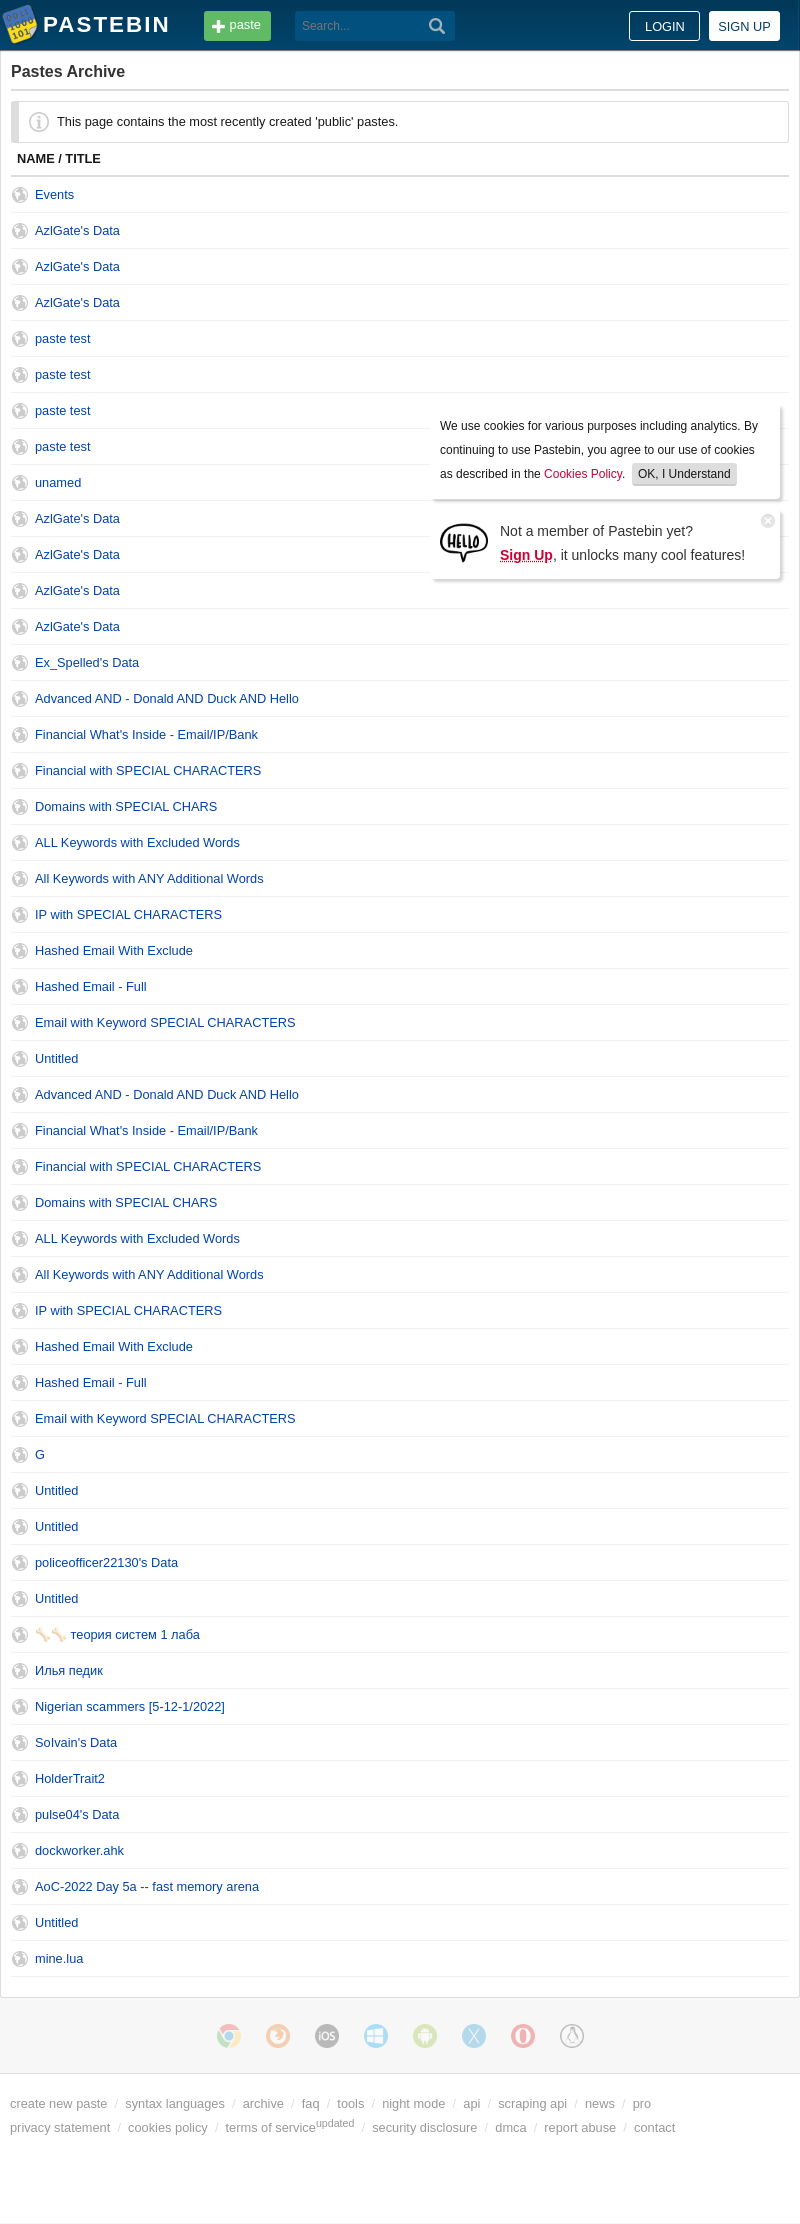 PASTEBIN
paste
Search...
LOGIN
SIGN UP
Pastes Archive
This page contains the most recently created 'public' pastes.
NAME / TITLE
Events
AzlGate's Data
AzlGate's Data
AzlGate's Data
paste test
paste test
paste test
paste test
unamed
AzlGate's Data
AzlGate's Data
AzlGate's Data
AzlGate's Data
We use cookies for various purposes including analytics. By
continuing to use Pastebin, you agree to our use of cookies
as described in the Cookies Policy. OK, I Understand
HELLO
Not a member of Pastebin yet?
Sign Up, it unlocks many cool features!
Ex_Spelled's Data
Advanced AND - Donald AND Duck AND Hello
Financial What's Inside - Email/IP/Bank
Financial with SPECIAL CHARACTERS
Domains with SPECIAL CHARS
ALL Keywords with Excluded Words
All Keywords with ANY Additional Words
IP with SPECIAL CHARACTERS
Hashed Email With Exclude
Hashed Email - Full
Email with Keyword SPECIAL CHARACTERS
Untitled
Advanced AND - Donald AND Duck AND Hello
Financial What's Inside - Email/IP/Bank
Financial with SPECIAL CHARACTERS
Domains with SPECIAL CHARS
ALL Keywords with Excluded Words
All Keywords with ANY Additional Words
IP with SPECIAL CHARACTERS
Hashed Email With Exclude
Hashed Email - Full
Email with Keyword SPECIAL CHARACTERS
G
Untitled
Untitled
policeofficer22130's Data
Untitled
🦴🦴 теория систем 1 лаба
Илья педик
Nigerian scammers [5-12-1/2022]
Solvain's Data
HolderTrait2
pulse04's Data
dockworker.ahk
AoC-2022 Day 5a -- fast memory arena
Untitled
mine.lua
iOS
create new paste / syntax languages / archive / faq / tools / night mode / api / scraping api / news / pro
privacy statement / cookies policy / terms of service updated / security disclosure / dmca / report abuse / contact